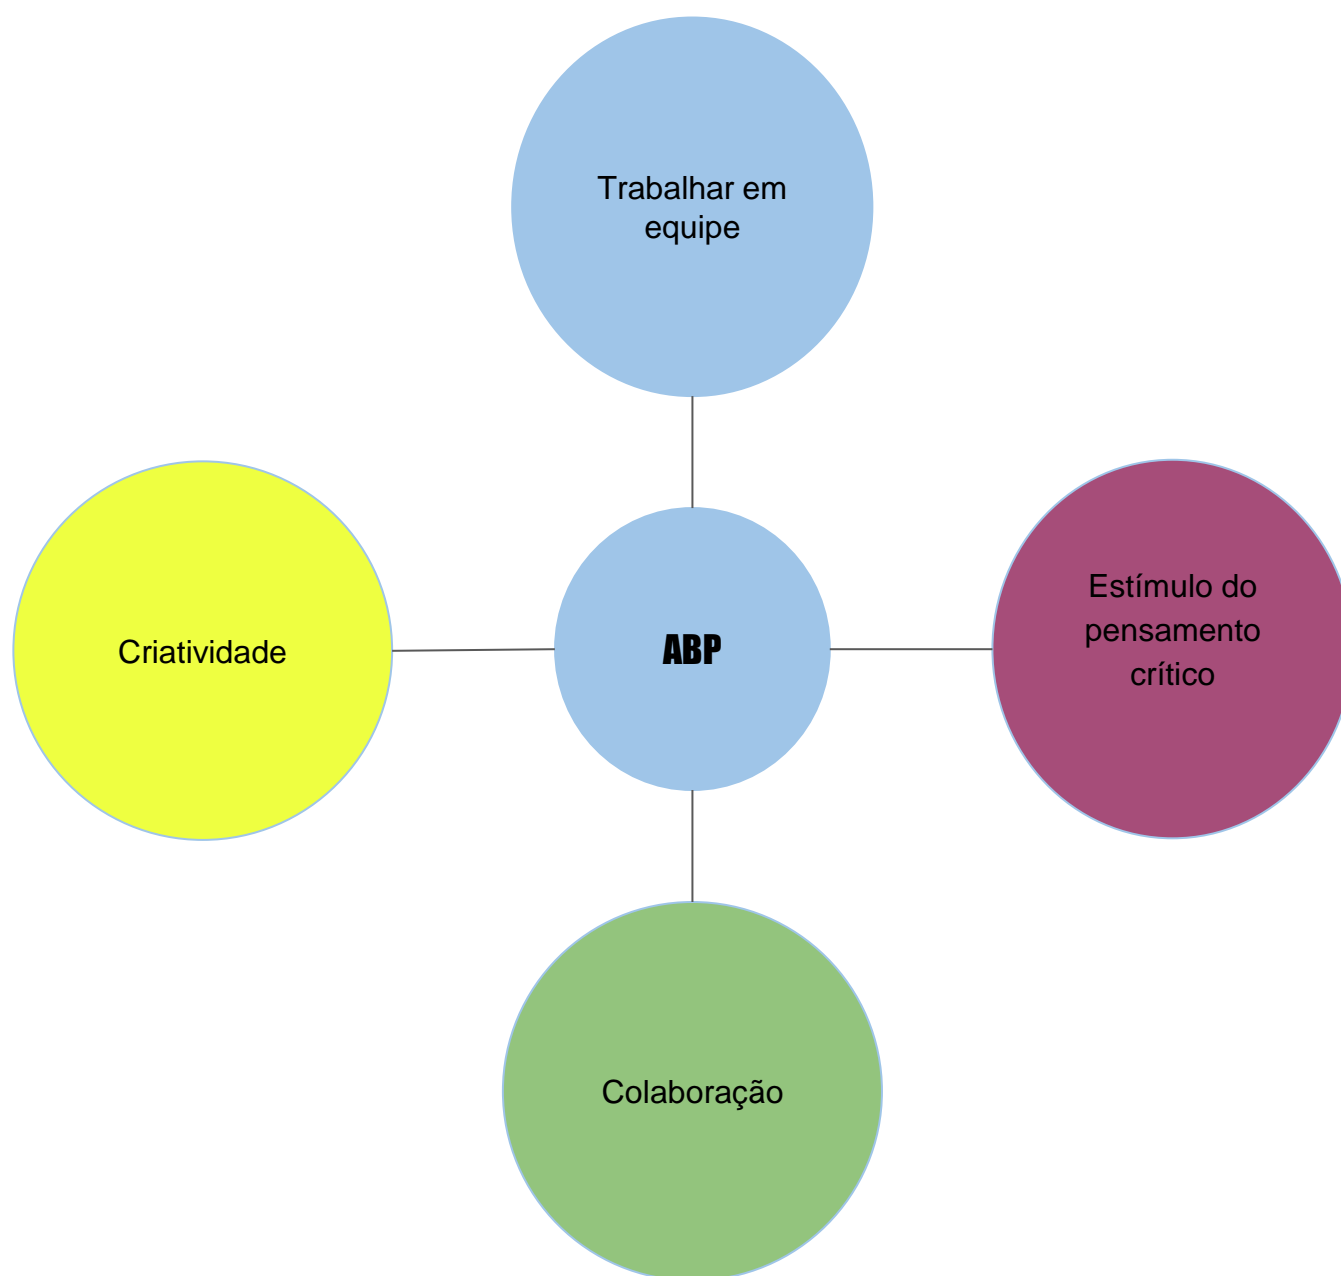 Trabalhar em
equipe
Criatividade
ABP
Estímulo do
pensamento
crítico
Colaboração